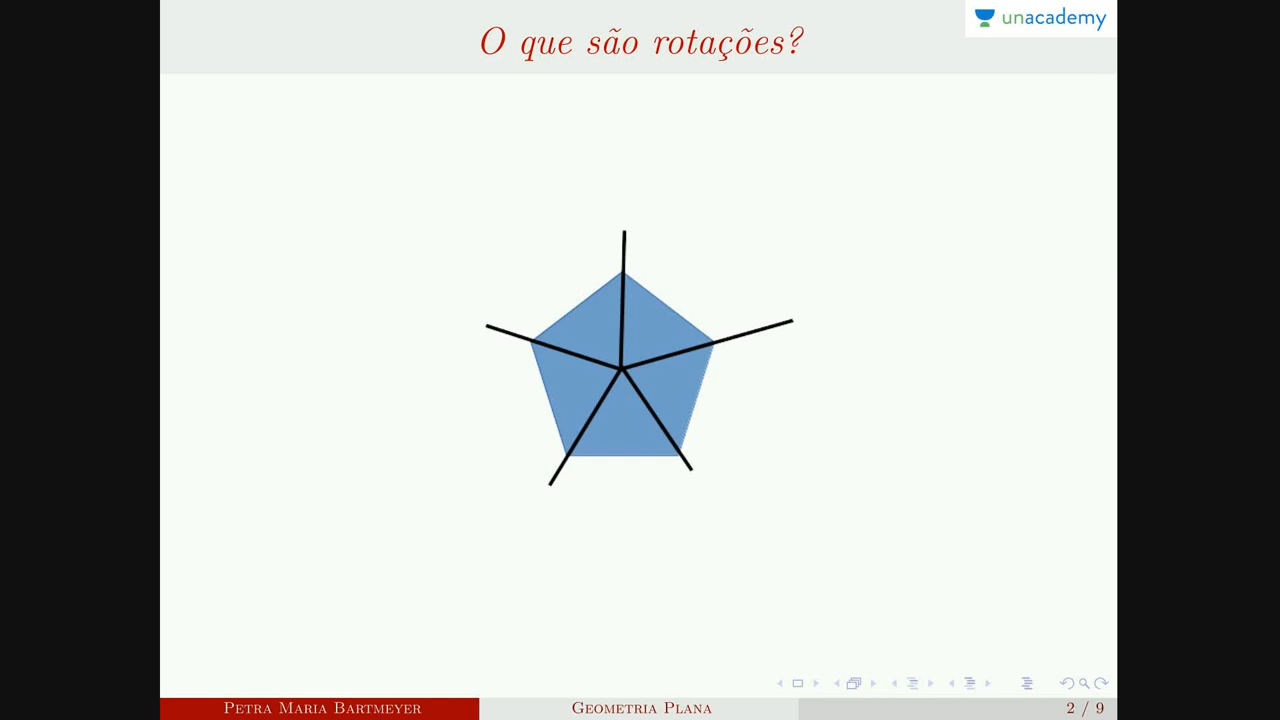 unacademy
O que são rotações?
Petra Maria Bartmeyer
Geometria Plana
2 / 9